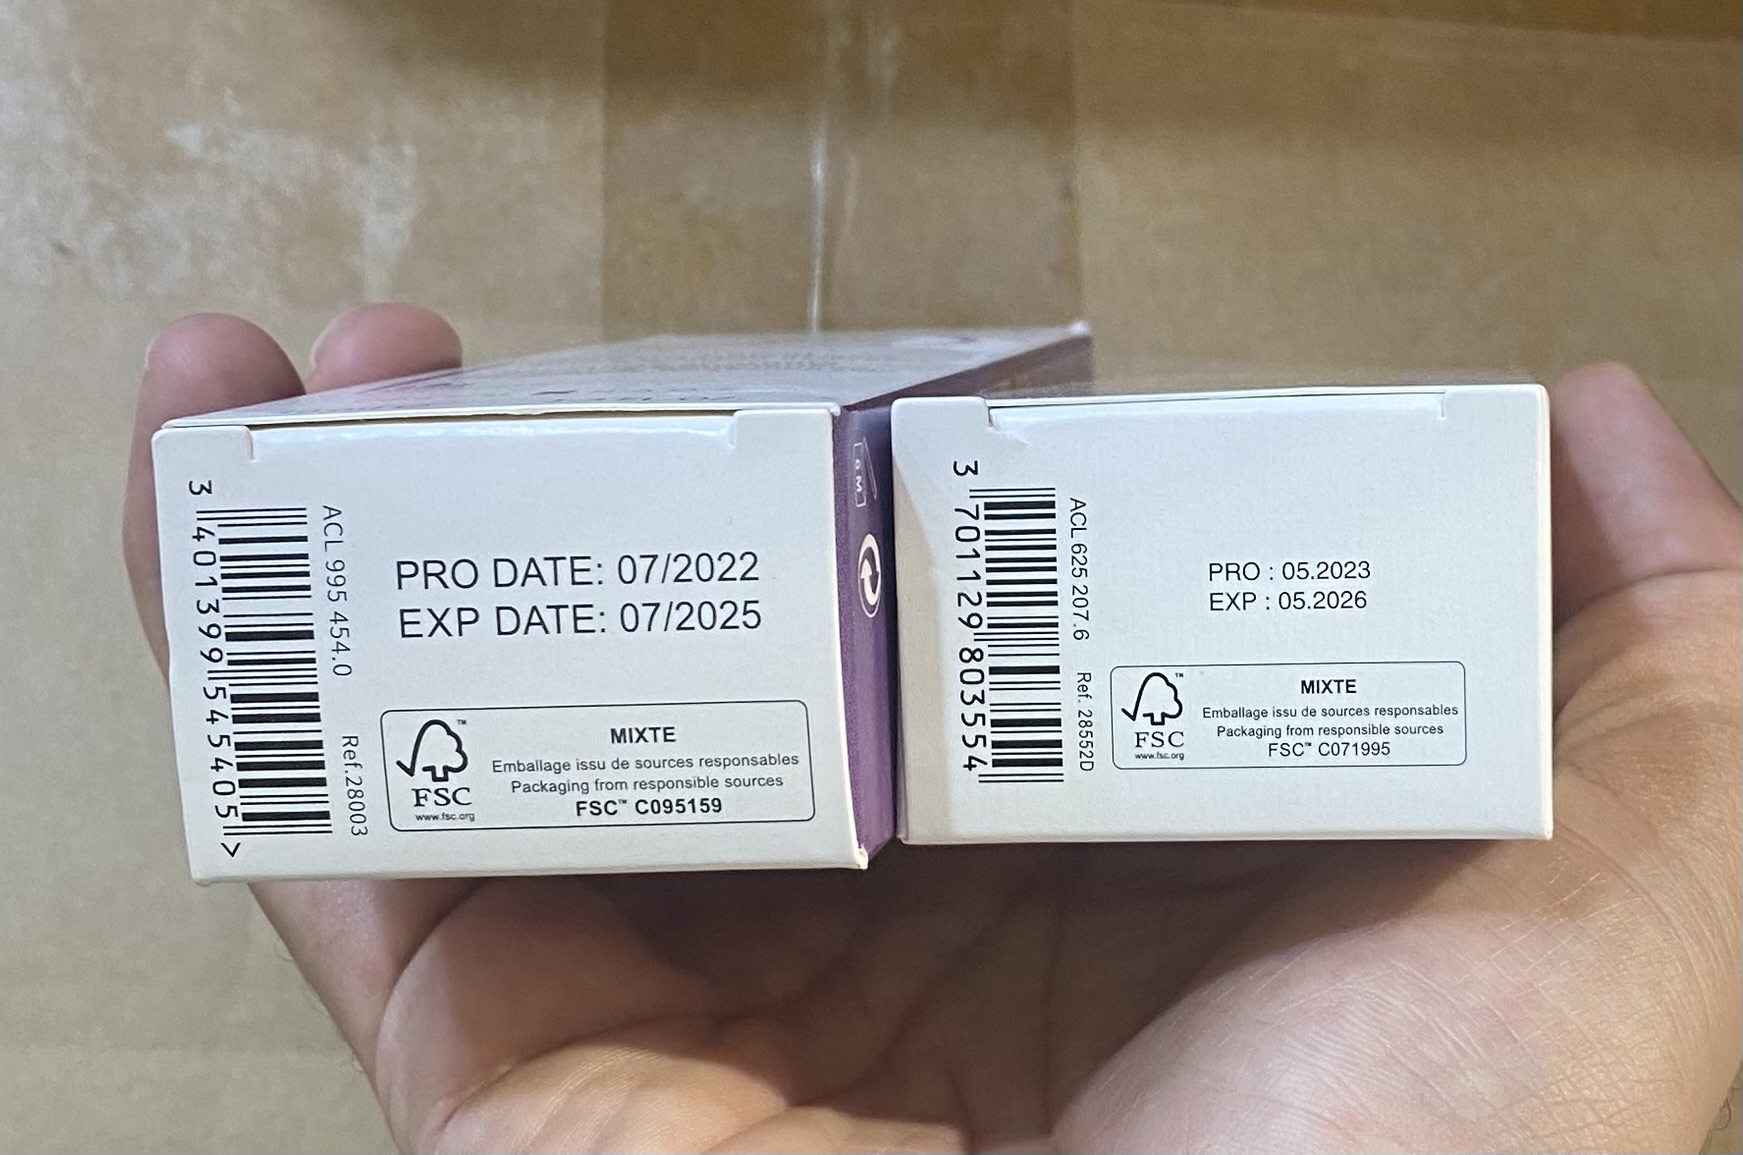 3 401399 545405 >
ACL 995 454.0 Ref.28003
PRO DATE: 07/2022
EXP DATE: 07/2025
FSC™
www.fsc.org
MIXTE
Emballage issu de sources responsables
Packaging from responsible sources
FSC™ C095159
6M
3 701129 803554
ACL 625 207.6 Ref. 28552D
PRO : 05.2023
EXP : 05.2026
FSC™
www.fsc.org
MIXTE
Emballage issu de sources responsables
Packaging from responsible sources
FSC™ C071995